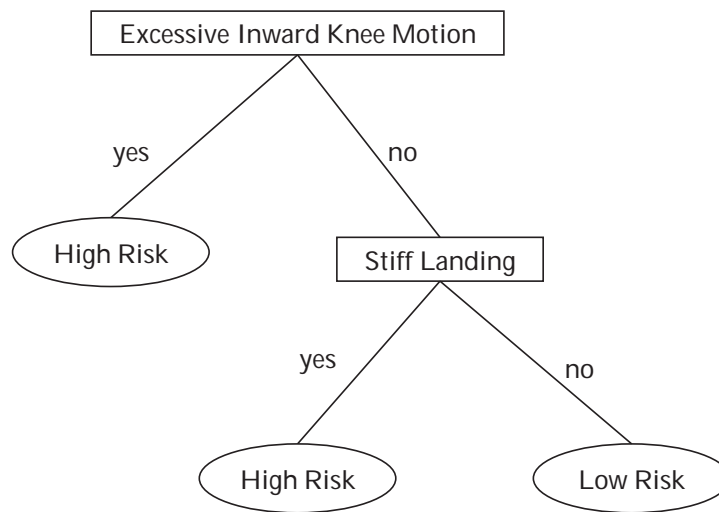 Excessive Inward Knee Motion
yes
no
High Risk
Stiff Landing
yes
no
High Risk
Low Risk